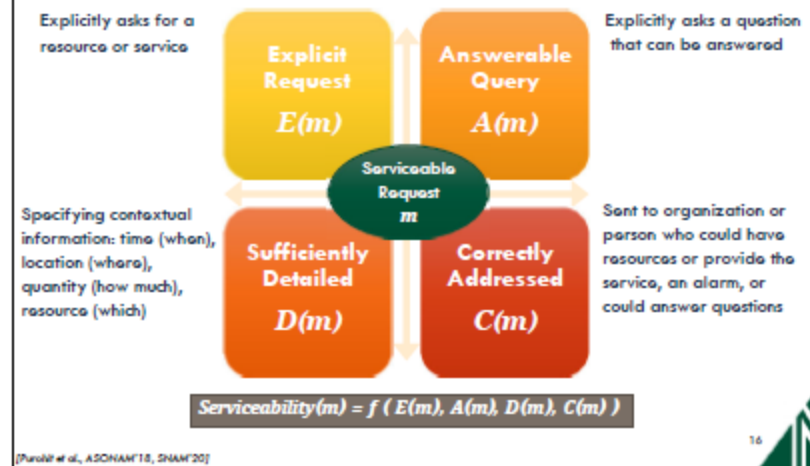 Explicitly asks for a
resource or service
Explicit
Request
E(m)
Answerable
Query
A(m)
Explicitly asks a question
that can be answered
Serviceable
Request
m
Specifying contextual
information: time (when),
location (where),
quantity (how much),
resource (which)
Sufficiently
Detailed
D(m)
Correctly
Addressed
C(m)
Sent to organization or
person who could have
resources or provide the
service, an alarm, or
could answer questions
Serviceability(m) = f ( E(m), A(m), D(m), C(m) )
16
[Purohit et al., ASONAM'18, SNAM'20]